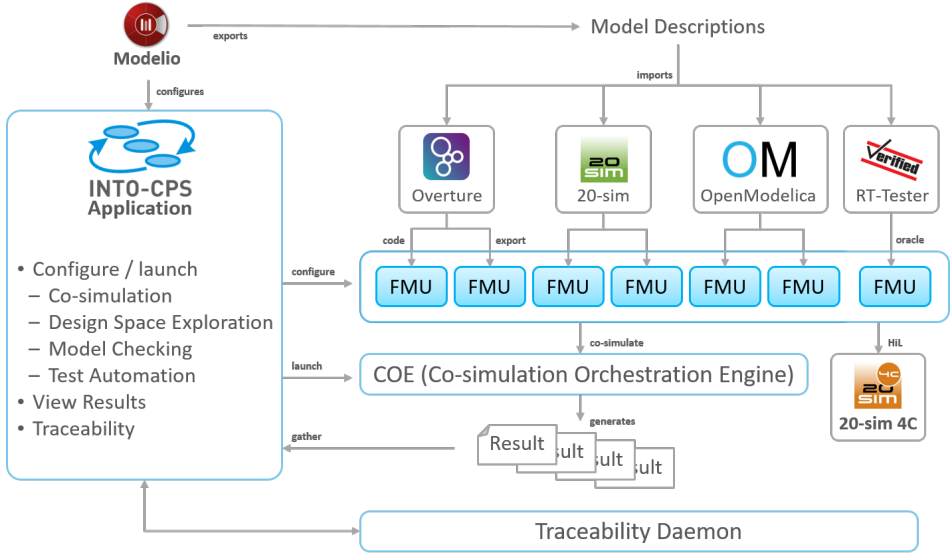 Modelio
exports
Model Descriptions
configures
imports
INTO-CPS
Application
• Configure / launch
– Co-simulation
– Design Space Exploration
– Model Checking
– Test Automation
• View Results
• Traceability
Overture
20
SIM
20-sim
OM
OpenModelica
Verified
RT-Tester
code
export
oracle
configure
FMU
FMU
FMU
FMU
FMU
FMU
FMU
co-simulate
HiL
launch
COE (Co-simulation Orchestration Engine)
4C
20
SIM
20-sim 4C
generates
gather
Result
sult
sult
sult
Traceability Daemon